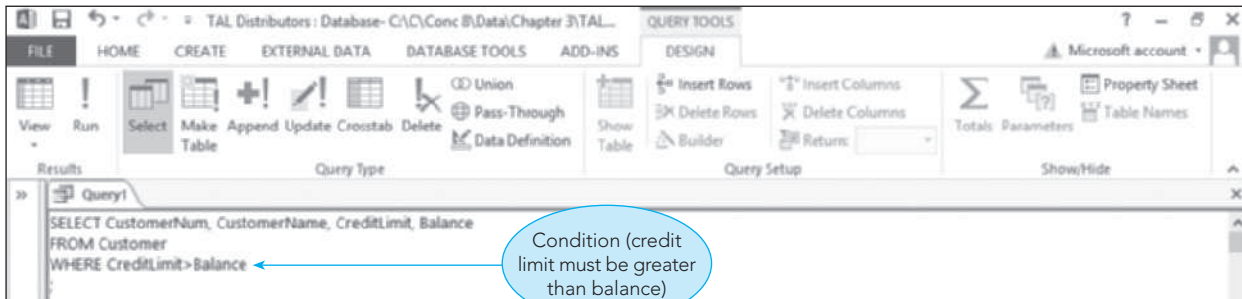 TAL Distributors : Database- C:\C\Conc 8\Data\Chapter 3\TAL...
QUERY TOOLS
?
FILE HOME CREATE EXTERNAL DATA DATABASE TOOLS ADD-INS DESIGN
Microsoft account
View
Run
Select
Make Table
Append
Update
Crosstab
Delete
Union
Pass-Through
Data Definition
Show Table
Insert Rows
Delete Rows
Builder
Insert Columns
Delete Columns
Return:
Totals
Parameters
Property Sheet
Table Names
Results
Query Type
Query Setup
Show/Hide
»
Query1
SELECT CustomerNum, CustomerName, CreditLimit, Balance
FROM Customer
WHERE CreditLimit>Balance
;
Condition (credit
limit must be greater
than balance)